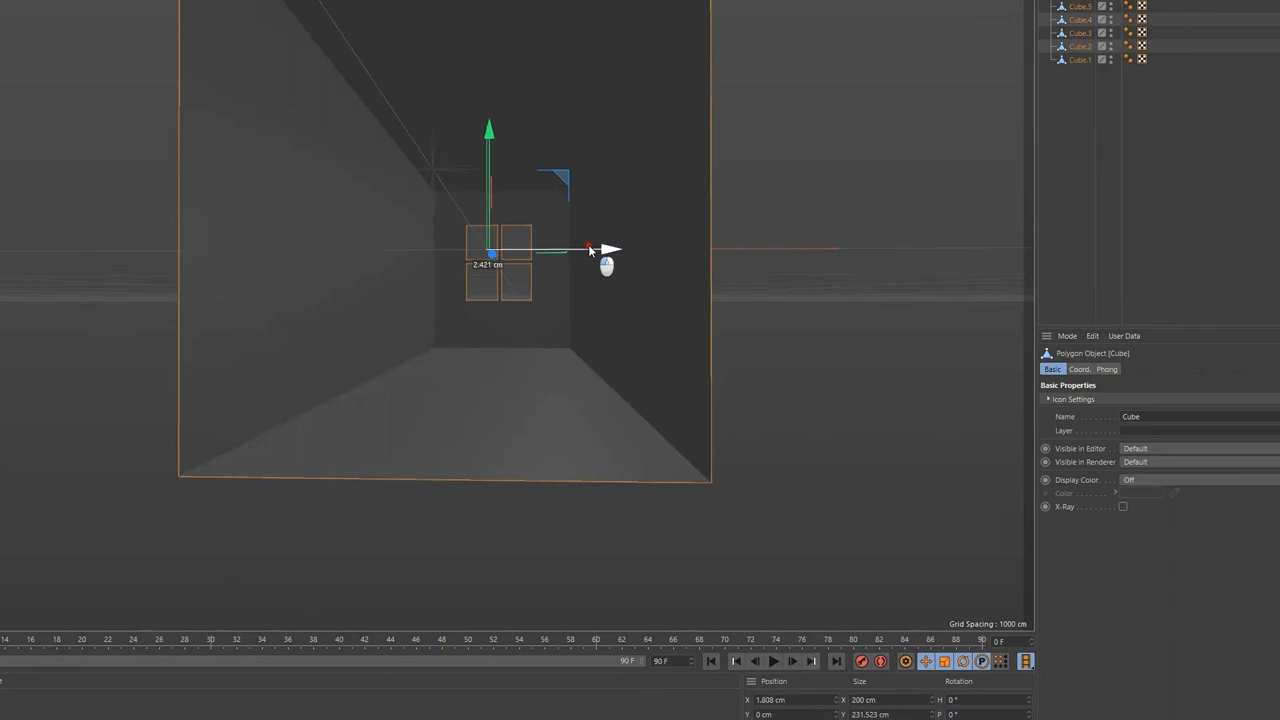 Cube.5
Cube.4
Cube.3
Cube.2
Cube.1
2.421 cm
Mode Edit User Data
Polygon Object [Cube]
Basic Coord. Phong
Basic Properties
Icon Settings
Name . . . . . . . . . Cube
Layer . . . . . . . . .
Visible in Editor Default
Visible in Renderer Default
Display Color . . . Off
Color . . . . . . . .
X-Ray . . . . . . . .
Grid Spacing : 1000 cm
14 16 18 20 22 24 26 28 30 32 34 36 38 40 42 44 46 48 50 52 54 56 58 60 62 64 66 68 70 72 74 76 78 80 82 84 86 88 90 0 F
90 F 90 F
P
Position Size Rotation
X 1.808 cm X 200 cm H 0 °
Y 0 cm Y 231.523 cm P 0 °